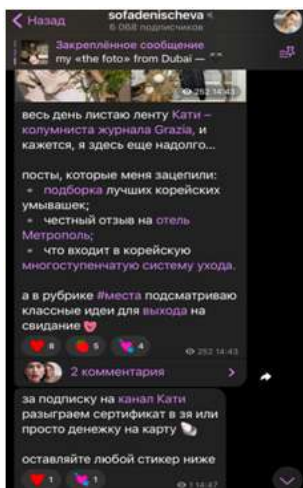 Назад
sofadenischeva
6 068 подписчиков
Закреплённое сообщение
my «the foto» from Dubai —
252 14:43
весь день листаю ленту Кати –
колумниста журнала Grazia, и
кажется, я здесь еще надолго...
посты, которые меня зацепили:
подборка лучших корейских
умывашек;
честный отзыв на отель
Метрополь;
что входит в корейскую
многоступенчатую систему ухода.
а в рубрике #места подсматриваю
классные идеи для выхода на
свидание
8 5 4
252 14:43
2 комментария
за подписку на канал Кати
разыграем сертификат в зя или
просто денежку на карту
оставляйте любой стикер ниже
1 1
1 14:47